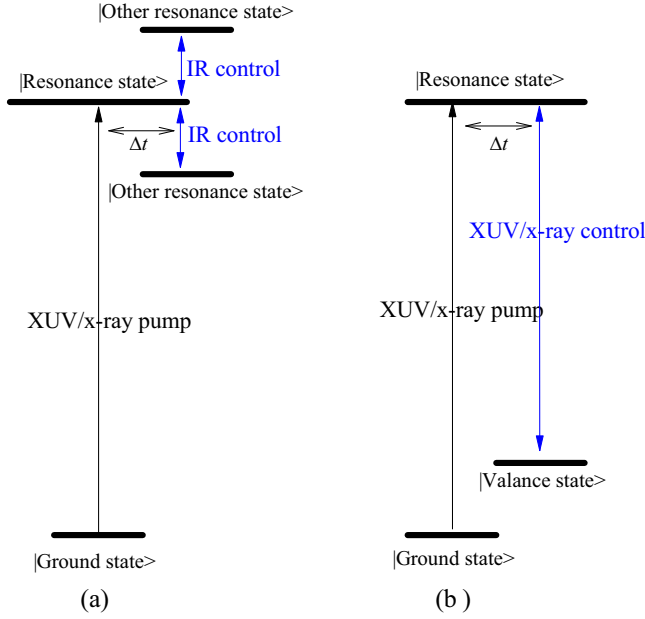 |Other resonance state>
IR control
|Resonance state>
Δt
IR control
|Other resonance state>
XUV/x-ray pump
|Ground state>
(a)
|Resonance state>
Δt
XUV/x-ray control
XUV/x-ray pump
|Valance state>
|Ground state>
(b )